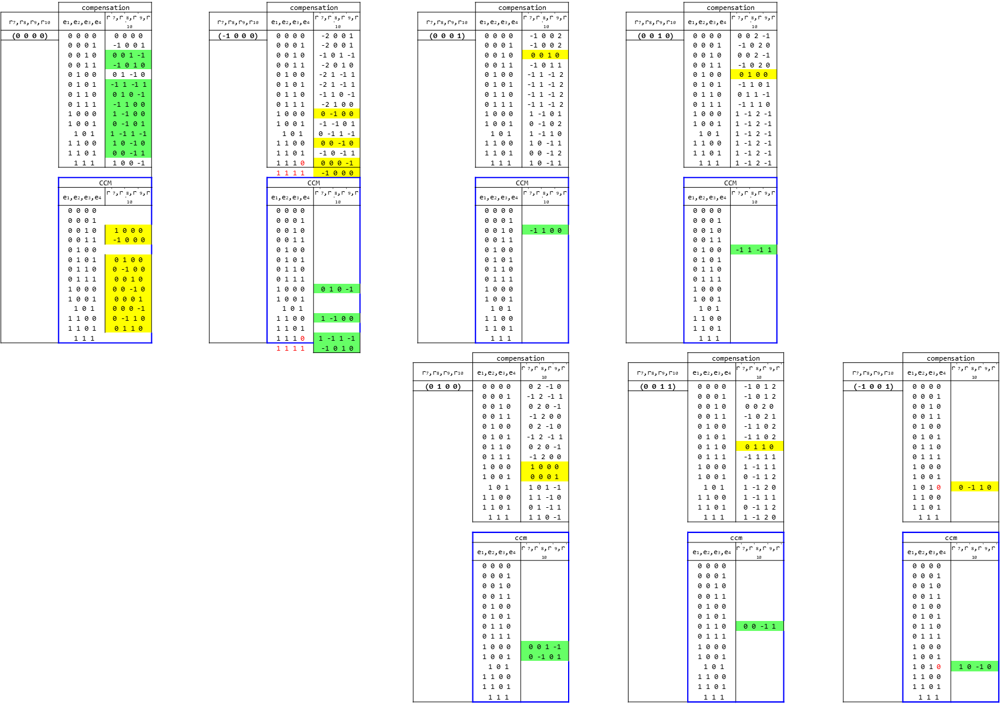 compensation compensation compensation compensation
r7,r8,r9,r10 e1,e2,e3,e4 r'7,r'8,r'9,r'10 r7,r8,r9,r10 e1,e2,e3,e4 r'7,r'8,r'9,r'10 r7,r8,r9,r10 e1,e2,e3,e4 r'7,r'8,r'9,r'10 r7,r8,r9,r10 e1,e2,e3,e4 r'7,r'8,r'9,r'10
(0 0 0 0) 0 0 0 0 0 0 0 0 (-1 0 0 0) 0 0 0 0 -2 0 0 1 (0 0 0 1) 0 0 0 0 -1 0 0 2 (0 0 1 0) 0 0 0 0 0 0 2 -1
0 0 0 1 -1 0 0 1 0 0 0 1 -2 0 0 1 0 0 0 1 -1 0 0 2 0 0 0 1 -1 0 2 0
0 0 1 0 0 0 1 -1 0 0 1 0 -1 0 1 -1 0 0 1 0 0 0 1 0 0 0 1 0 0 0 2 -1
0 0 1 1 -1 0 1 0 0 0 1 1 -2 0 1 0 0 0 1 1 -1 0 1 1 0 0 1 1 -1 0 2 0
0 1 0 0 0 1 -1 0 0 1 0 0 -2 1 -1 1 0 1 0 0 -1 1 -1 2 0 1 0 0 0 1 0 0
0 1 0 1 -1 1 -1 1 0 1 0 1 -2 1 -1 1 0 1 0 1 -1 1 -1 2 0 1 0 1 -1 1 0 1
0 1 1 0 0 1 0 -1 0 1 1 0 -1 1 0 -1 0 1 1 0 -1 1 -1 2 0 1 1 0 0 1 1 -1
0 1 1 1 -1 1 0 0 0 1 1 1 -2 1 0 0 0 1 1 1 -1 1 -1 2 0 1 1 1 -1 1 1 0
1 0 0 0 1 -1 0 0 1 0 0 0 0 -1 0 0 1 0 0 0 1 -1 0 1 1 0 0 0 1 -1 2 -1
1 0 0 1 0 -1 0 1 1 0 0 1 -1 -1 0 1 1 0 0 1 0 -1 0 2 1 0 0 1 1 -1 2 -1
1 0 1 1 -1 1 -1 1 0 1 0 -1 1 -1 1 0 1 1 -1 1 0 1 0 1 1 -1 2 -1
1 1 0 0 1 0 -1 0 1 1 0 0 0 0 -1 0 1 1 0 0 1 0 -1 1 1 1 0 0 1 -1 2 -1
1 1 0 1 0 0 -1 1 1 1 0 1 -1 0 -1 1 1 1 0 1 0 0 -1 2 1 1 0 1 1 -1 2 -1
1 1 1 1 0 0 -1 1 1 1 0 0 0 0 -1 1 1 1 1 0 -1 1 1 1 1 1 -1 2 -1
1 1 1 1 -1 0 0 0
CCM CCM CCM CCM
e1,e2,e3,e4 r'7,r'8,r'9,r'10 e1,e2,e3,e4 r'7,r'8,r'9,r'10 e1,e2,e3,e4 r'7,r'8,r'9,r'10 e1,e2,e3,e4 r'7,r'8,r'9,r'10
0 0 0 0 0 0 0 0 0 0 0 0 0 0 0 0
0 0 0 1 0 0 0 1 0 0 0 1 0 0 0 1
0 0 1 0 1 0 0 0 0 0 1 0 0 0 1 0 -1 1 0 0 0 0 1 0
0 0 1 1 -1 0 0 0 0 0 1 1 0 0 1 1 0 0 1 1
0 1 0 0 0 1 0 0 0 1 0 0 0 1 0 0 -1 1 -1 1
0 1 0 1 0 1 0 0 0 1 0 1 0 1 0 1 0 1 0 1
0 1 1 0 0 -1 0 0 0 1 1 0 0 1 1 0 0 1 1 0
0 1 1 1 0 0 1 0 0 1 1 1 0 1 1 1 0 1 1 1
1 0 0 0 0 0 -1 0 1 0 0 0 0 1 0 -1 1 0 0 0 1 0 0 0
1 0 0 1 0 0 0 1 1 0 0 1 1 0 0 1 1 0 0 1
1 0 1 0 0 0 -1 1 0 1 1 0 1 1 0 1
1 1 0 0 0 -1 1 0 1 1 0 0 1 -1 0 0 1 1 0 0 1 1 0 0
1 1 0 1 0 1 1 0 1 1 0 1 1 1 0 1 1 1 0 1
1 1 1 1 1 1 0 1 -1 1 -1 1 1 1 1 1 1
1 1 1 1 -1 0 1 0
compensation compensation compensation
r7,r8,r9,r10 e1,e2,e3,e4 r'7,r'8,r'9,r'10 r7,r8,r9,r10 e1,e2,e3,e4 r'7,r'8,r'9,r'10 r7,r8,r9,r10 e1,e2,e3,e4 r'7,r'8,r'9,r'10
(0 1 0 0) 0 0 0 0 0 2 -1 0 (0 0 1 1) 0 0 0 0 -1 0 1 2 (-1 0 0 1) 0 0 0 0
0 0 0 1 -1 2 -1 1 0 0 0 1 -1 0 1 2 0 0 0 1
0 0 1 0 0 2 0 -1 0 0 1 0 0 0 2 0 0 0 1 0
0 0 1 1 -1 2 0 0 0 0 1 1 -1 0 2 1 0 0 1 1
0 1 0 0 0 2 -1 0 0 1 0 0 -1 1 0 2 0 1 0 0
0 1 0 1 -1 2 -1 1 0 1 0 1 -1 1 0 2 0 1 0 1
0 1 1 0 0 2 0 -1 0 1 1 0 0 1 1 0 0 1 1 0
0 1 1 1 -1 2 0 0 0 1 1 1 -1 1 1 1 0 1 1 1
1 0 0 0 1 0 0 0 1 0 0 0 1 -1 1 1 1 0 0 0
1 0 0 1 0 0 0 1 1 0 0 1 0 -1 1 2 1 0 0 1
1 0 1 1 0 1 -1 1 0 1 1 -1 2 0 1 0 1 0 0 -1 1 0
1 1 0 0 1 1 -1 0 1 1 0 0 1 -1 1 1 1 1 0 0
1 1 0 1 0 1 -1 1 1 1 0 1 0 -1 1 2 1 1 0 1
1 1 1 1 1 0 -1 1 1 1 1 -1 2 0 1 1 1
ccm ccm ccm
e1,e2,e3,e4 r'7,r'8,r'9,r'10 e1,e2,e3,e4 r'7,r'8,r'9,r'10 e1,e2,e3,e4 r'7,r'8,r'9,r'10
0 0 0 0 0 0 0 0 0 0 0 0
0 0 0 1 0 0 0 1 0 0 0 1
0 0 1 0 0 0 1 0 0 0 1 0
0 0 1 1 0 0 1 1 0 0 1 1
0 1 0 0 0 1 0 0 0 1 0 0
0 1 0 1 0 1 0 1 0 1 0 1
0 1 1 0 0 1 1 0 0 0 -1 1 0 1 1 0
0 1 1 1 0 1 1 1 0 1 1 1
1 0 0 0 0 0 1 -1 1 0 0 0 1 0 0 0
1 0 0 1 0 -1 0 1 1 0 0 1 1 0 0 1
1 0 1 1 0 1 1 0 1 0 1 0 -1 0
1 1 0 0 1 1 0 0 1 1 0 0
1 1 0 1 1 1 0 1 1 1 0 1
1 1 1 1 1 1 1 1 1